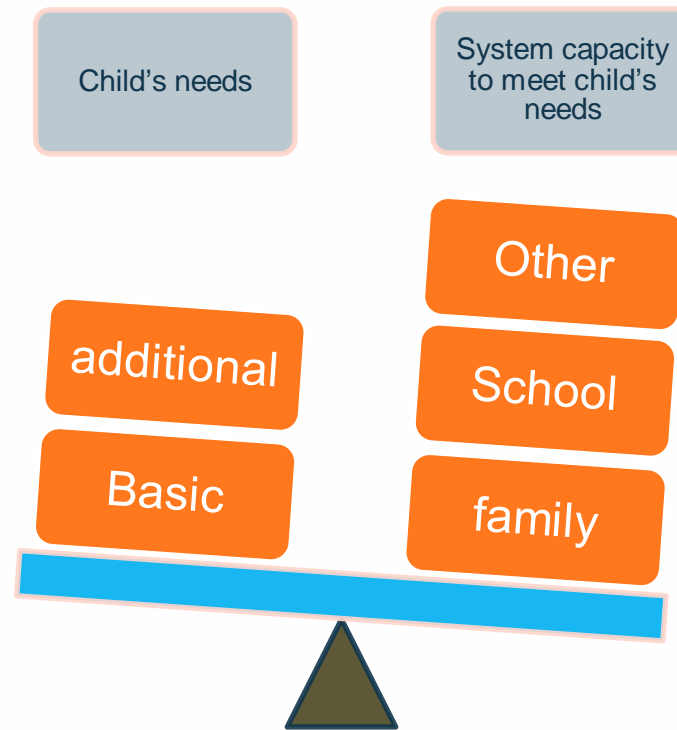 Child’s needs
System capacity
to meet child’s
needs
Other
additional
School
Basic
family